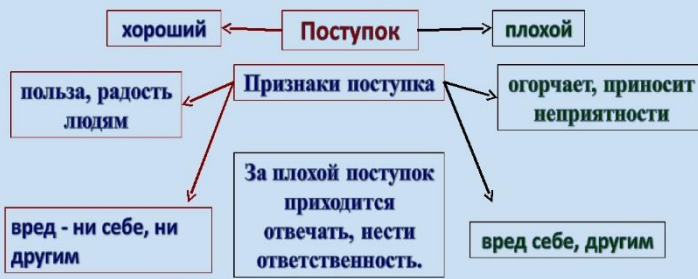 хороший
Поступок
плохой
польза, радость
людям
Признаки поступка
огорчает, приносит
неприятности
вред - ни себе, ни
другим
За плохой поступок
приходится
отвечать, нести
ответственность.
вред себе, другим